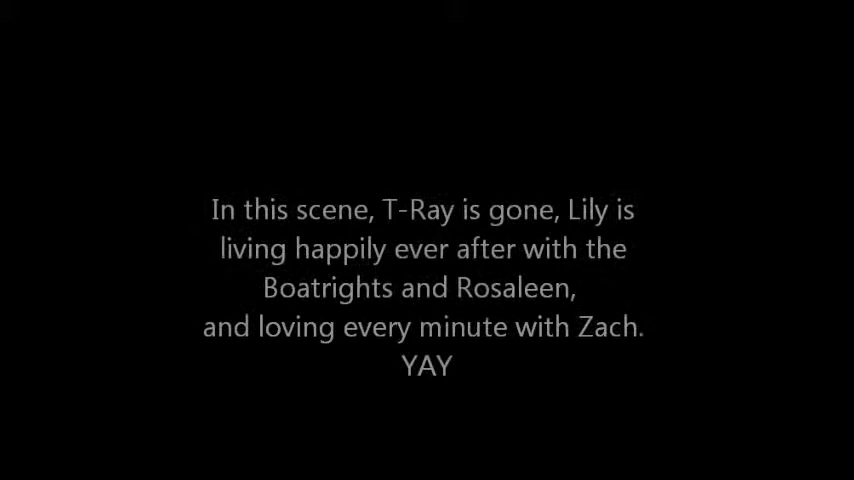 In this scene, T-Ray is gone, Lily is
living happily ever after with the
Boatrights and Rosaleen,
and loving every minute with Zach.
YAY